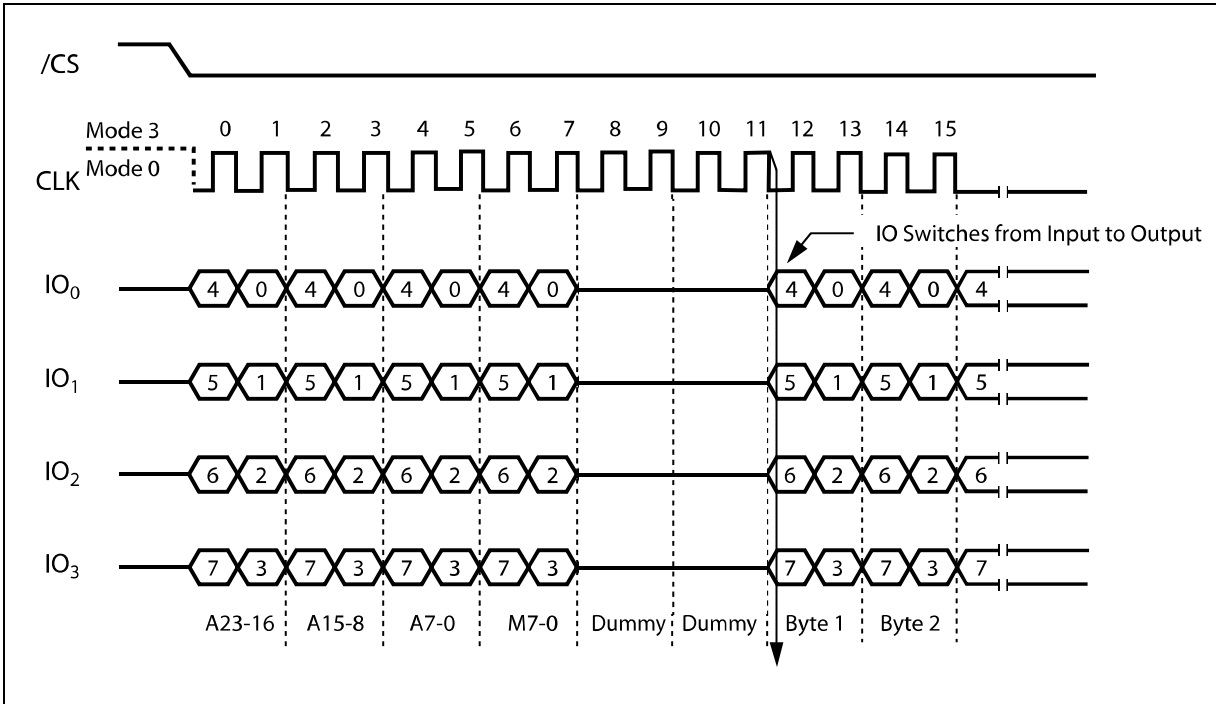 /CS
Mode 3
0 1 2 3 4 5 6 7 8 9 10 11 12 13 14 15
CLK
Mode 0
IO Switches from Input to Output
IO0 4 0 4 0 4 0 4 0 4 0 4 0 4
IO1 5 1 5 1 5 1 5 1 5 1 5 1 5
IO2 6 2 6 2 6 2 6 2 6 2 6 2 6
IO3 7 3 7 3 7 3 7 3 7 3 7 3 7
A23-16 A15-8 A7-0 M7-0 Dummy Dummy Byte 1 Byte 2